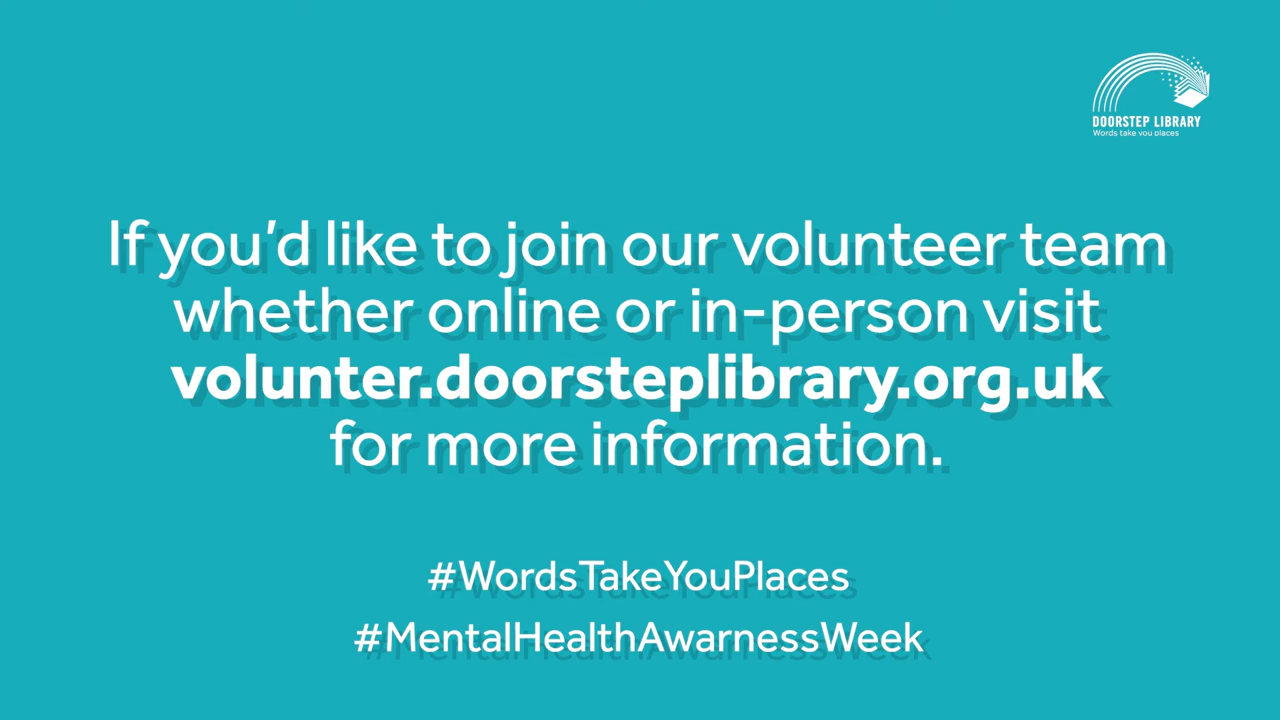 DOORSTEP LIBRARY
Words take you places
If you'd like to join our volunteer team
whether online or in-person visit
volunter.doorsteplibrary.org.uk
for more information.
#WordsTakeYouPlaces
#MentalHealthAwarnessWeek